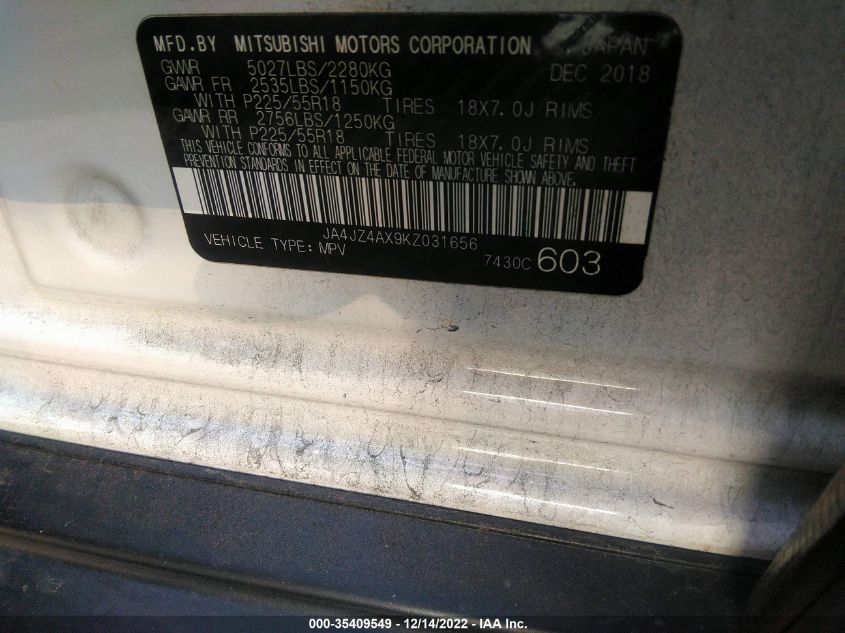 MFD.BY MITSUBISHI MOTORS CORPORATION JAPAN
GVWR 5027LBS/2280KG DEC 2018
GAWR FR 2535LBS/1150KG
WITH P225/55R18 TIRES 18X7.0J RIMS
GAWR RR 2756LBS/1250KG
WITH P225/55R18 TIRES 18X7.0J RIMS
THIS VEHICLE CONFORMS TO ALL APPLICABLE FEDERAL MOTOR VEHICLE SAFETY AND THEFT
PREVENTION STANDARDS IN EFFECT ON THE DATE OF MANUFACTURE SHOWN ABOVE.
JA4JZ4AX9KZ031656
VEHICLE TYPE: MPV 7430C 603
000-35409549 - 12/14/2022 - IAA Inc.